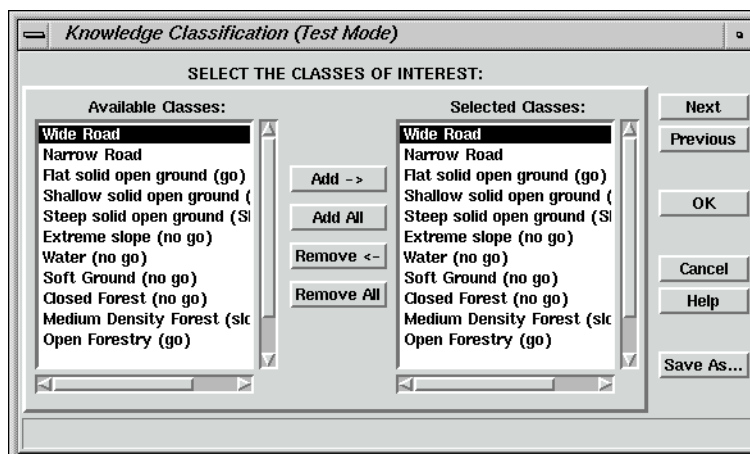 Knowledge Classification (Test Mode)
SELECT THE CLASSES OF INTEREST:
Available Classes:
Wide Road
Narrow Road
Flat solid open ground (go)
Shallow solid open ground (
Steep solid open ground (Sl
Extreme slope (no go)
Water (no go)
Soft Ground (no go)
Closed Forest (no go)
Medium Density Forest (slo
Open Forestry (go)
Add ->
Add All
Remove <-
Remove All
Selected Classes:
Wide Road
Narrow Road
Flat solid open ground (go)
Shallow solid open ground (
Steep solid open ground (Sl
Extreme slope (no go)
Water (no go)
Soft Ground (no go)
Closed Forest (no go)
Medium Density Forest (slo
Open Forestry (go)
Next
Previous
OK
Cancel
Help
Save As...